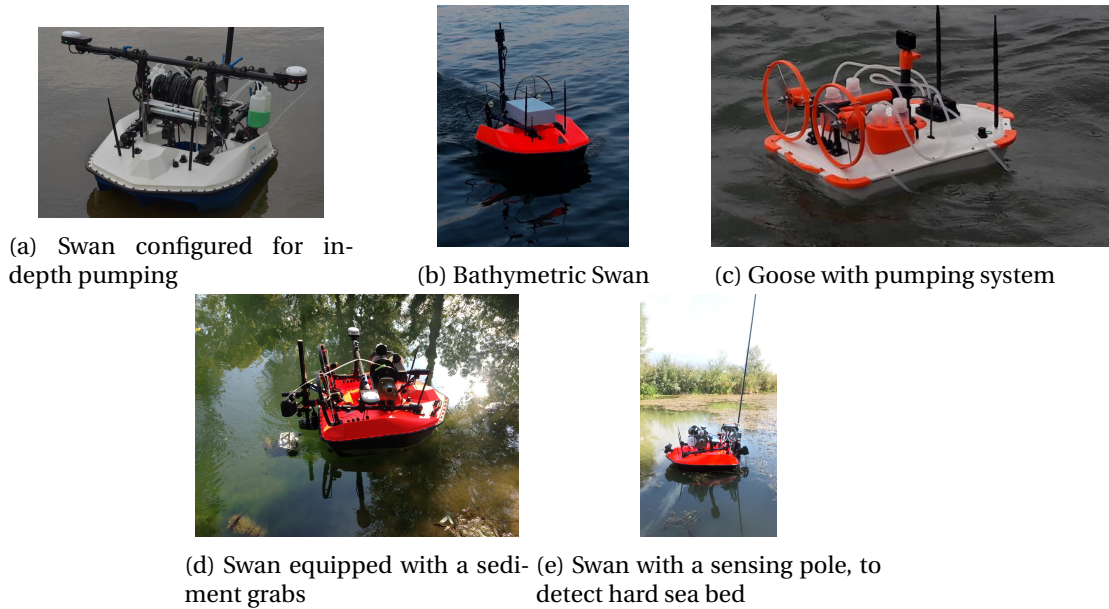 (a) Swan configured for in-
depth pumping
(b) Bathymetric Swan
(c) Goose with pumping system
(d) Swan equipped with a sedi-
ment grabs
(e) Swan with a sensing pole, to
detect hard sea bed